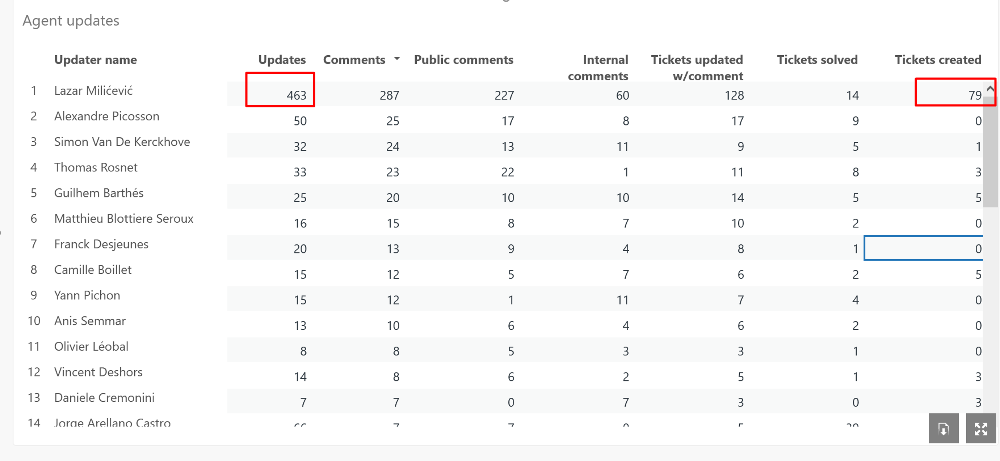 Agent updates
Updater name Updates Comments Public comments Internal comments Tickets updated w/comment Tickets solved Tickets created
1 Lazar Milićević 463 287 227 60 128 14 79
2 Alexandre Picosson 50 25 17 8 17 9 0
3 Simon Van De Kerckhove 32 24 13 11 9 5 1
4 Thomas Rosnet 33 23 22 1 11 8 3
5 Guilhem Barthés 25 20 10 10 14 5 5
6 Matthieu Blottiere Seroux 16 15 8 7 10 2 0
7 Franck Desjeunes 20 13 9 4 8 1 0
8 Camille Boillet 15 12 5 7 6 2 5
9 Yann Pichon 15 12 1 11 7 4 0
10 Anis Semmar 13 10 6 4 6 2 0
11 Olivier Léobal 8 8 5 3 3 1 0
12 Vincent Deshors 14 8 6 2 5 1 3
13 Daniele Cremonini 7 7 0 7 3 0 3
14 Jorge Arellano Castro